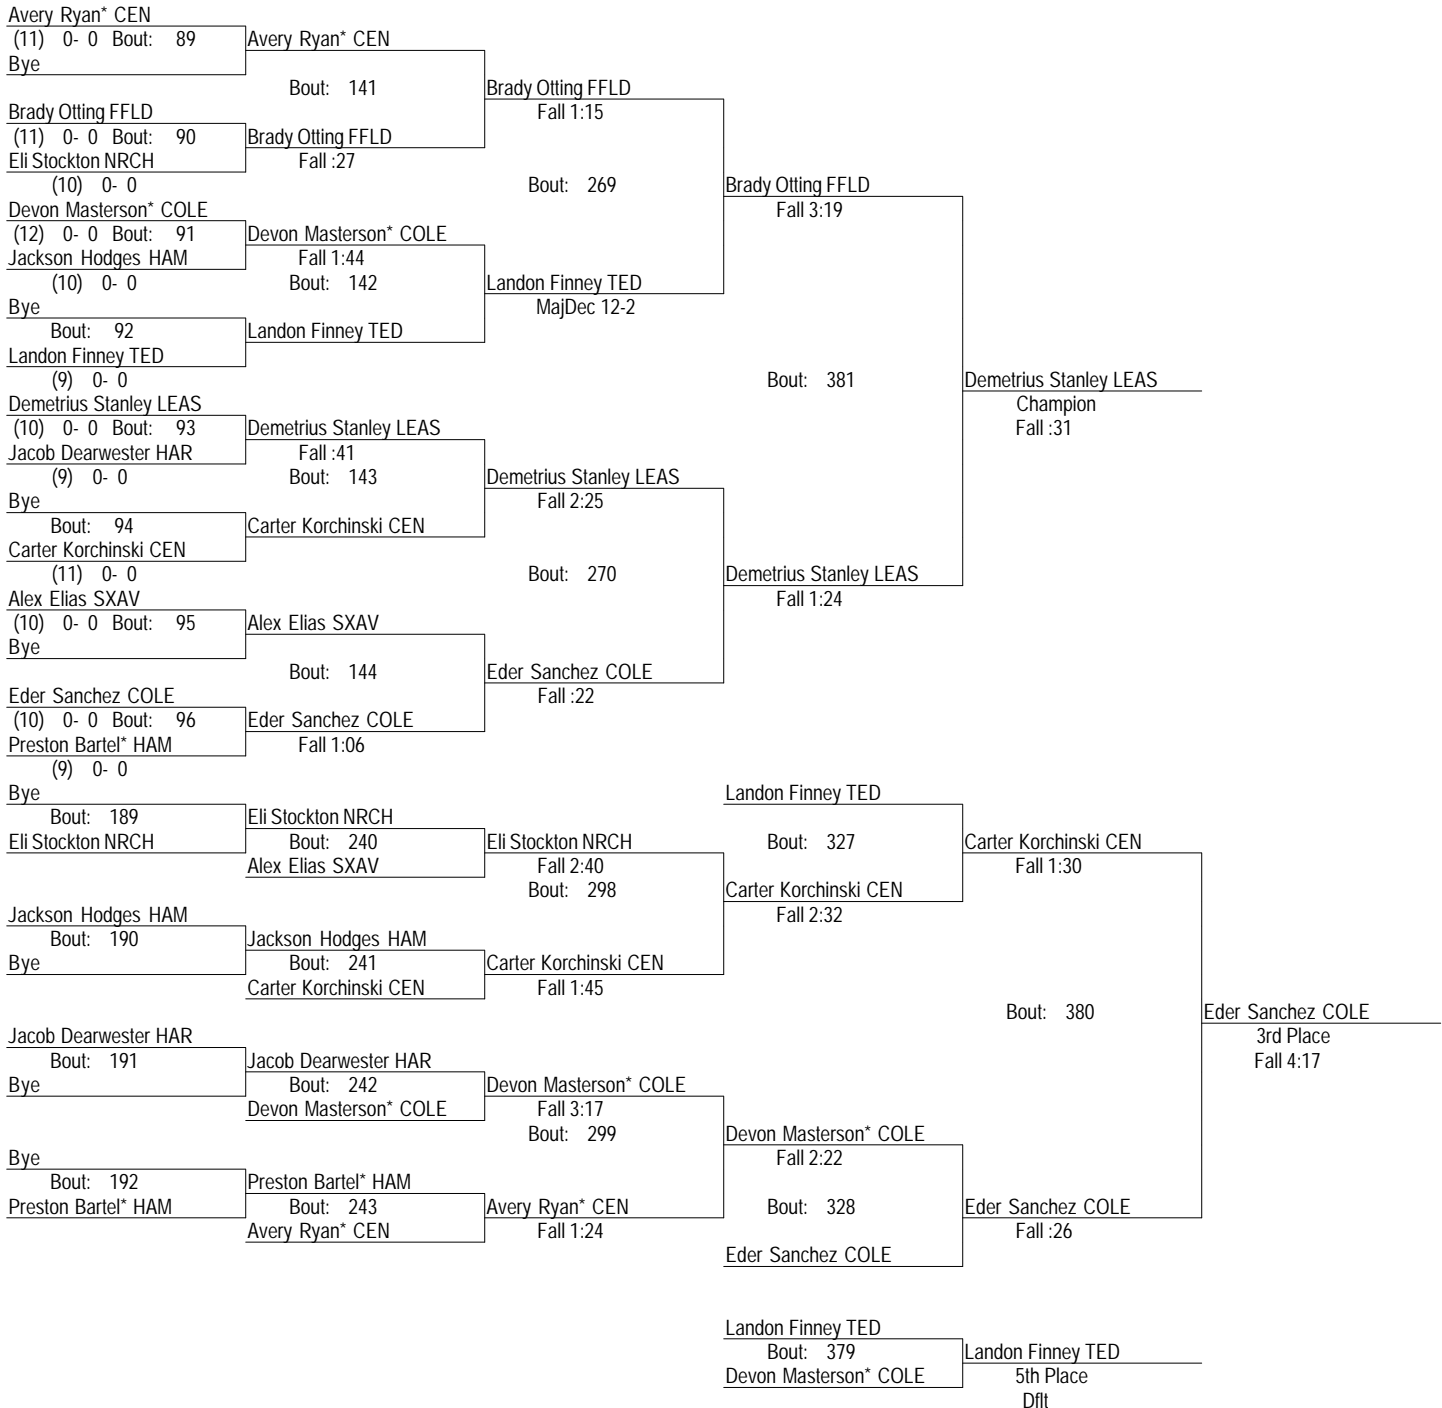 Avery Ryan* CEN
(11) 0- 0 Bout: 89 Avery Ryan* CEN
Bye
Bout: 141 Brady Otting FFLD
Brady Otting FFLD Fall 1:15
(11) 0- 0 Bout: 90 Brady Otting FFLD
Eli Stockton NRCH Fall :27
(10) 0- 0 Bout: 269 Brady Otting FFLD
Devon Masterson* COLE Fall 3:19
(12) 0- 0 Bout: 91 Devon Masterson* COLE
Jackson Hodges HAM Fall 1:44
(10) 0- 0 Bout: 142 Landon Finney TED
Bye MajDec 12-2
Bout: 92 Landon Finney TED
Landon Finney TED
(9) 0- 0 Bout: 381 Demetrius Stanley LEAS
Demetrius Stanley LEAS Champion
(10) 0- 0 Bout: 93 Demetrius Stanley LEAS Fall :31
Jacob Dearwester HAR Fall :41
(9) 0- 0 Bout: 143 Demetrius Stanley LEAS
Bye Fall 2:25
Bout: 94 Carter Korchinski CEN
Carter Korchinski CEN
(11) 0- 0 Bout: 270 Demetrius Stanley LEAS
Alex Elias SXAV Fall 1:24
(10) 0- 0 Bout: 95 Alex Elias SXAV
Bye
Bout: 144 Eder Sanchez COLE
Eder Sanchez COLE Fall :22
(10) 0- 0 Bout: 96 Eder Sanchez COLE
Preston Bartel* HAM Fall 1:06
(9) 0- 0
Bye Landon Finney TED
Bout: 189 Eli Stockton NRCH
Eli Stockton NRCH Bout: 240 Eli Stockton NRCH Bout: 327 Carter Korchinski CEN
Alex Elias SXAV Fall 2:40 Fall 1:30
Bout: 298 Carter Korchinski CEN
Jackson Hodges HAM Fall 2:32
Bout: 190 Jackson Hodges HAM
Bye Bout: 241 Carter Korchinski CEN
Carter Korchinski CEN Fall 1:45
Bout: 380 Eder Sanchez COLE
Jacob Dearwester HAR 3rd Place
Bout: 191 Jacob Dearwester HAR Fall 4:17
Bye Bout: 242 Devon Masterson* COLE
Devon Masterson* COLE Fall 3:17
Bout: 299 Devon Masterson* COLE
Bye Fall 2:22
Bout: 192 Preston Bartel* HAM
Preston Bartel* HAM Bout: 243 Avery Ryan* CEN Bout: 328 Eder Sanchez COLE
Avery Ryan* CEN Fall 1:24 Fall :26
Eder Sanchez COLE
Landon Finney TED
Bout: 379 Landon Finney TED
Devon Masterson* COLE 5th Place
Dflt